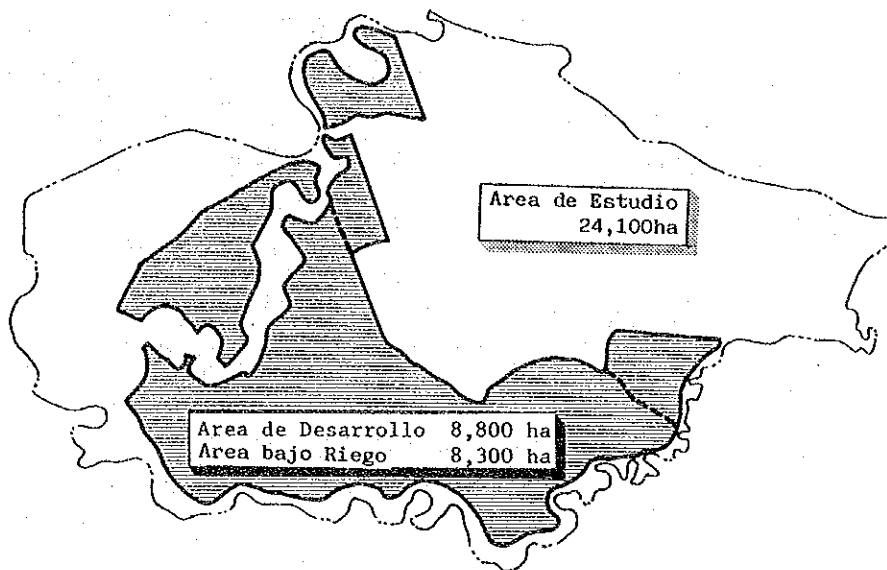 Area de Estudio
24,100ha
Area de Desarrollo 8,800 ha
Area bajo Riego 8,300 ha